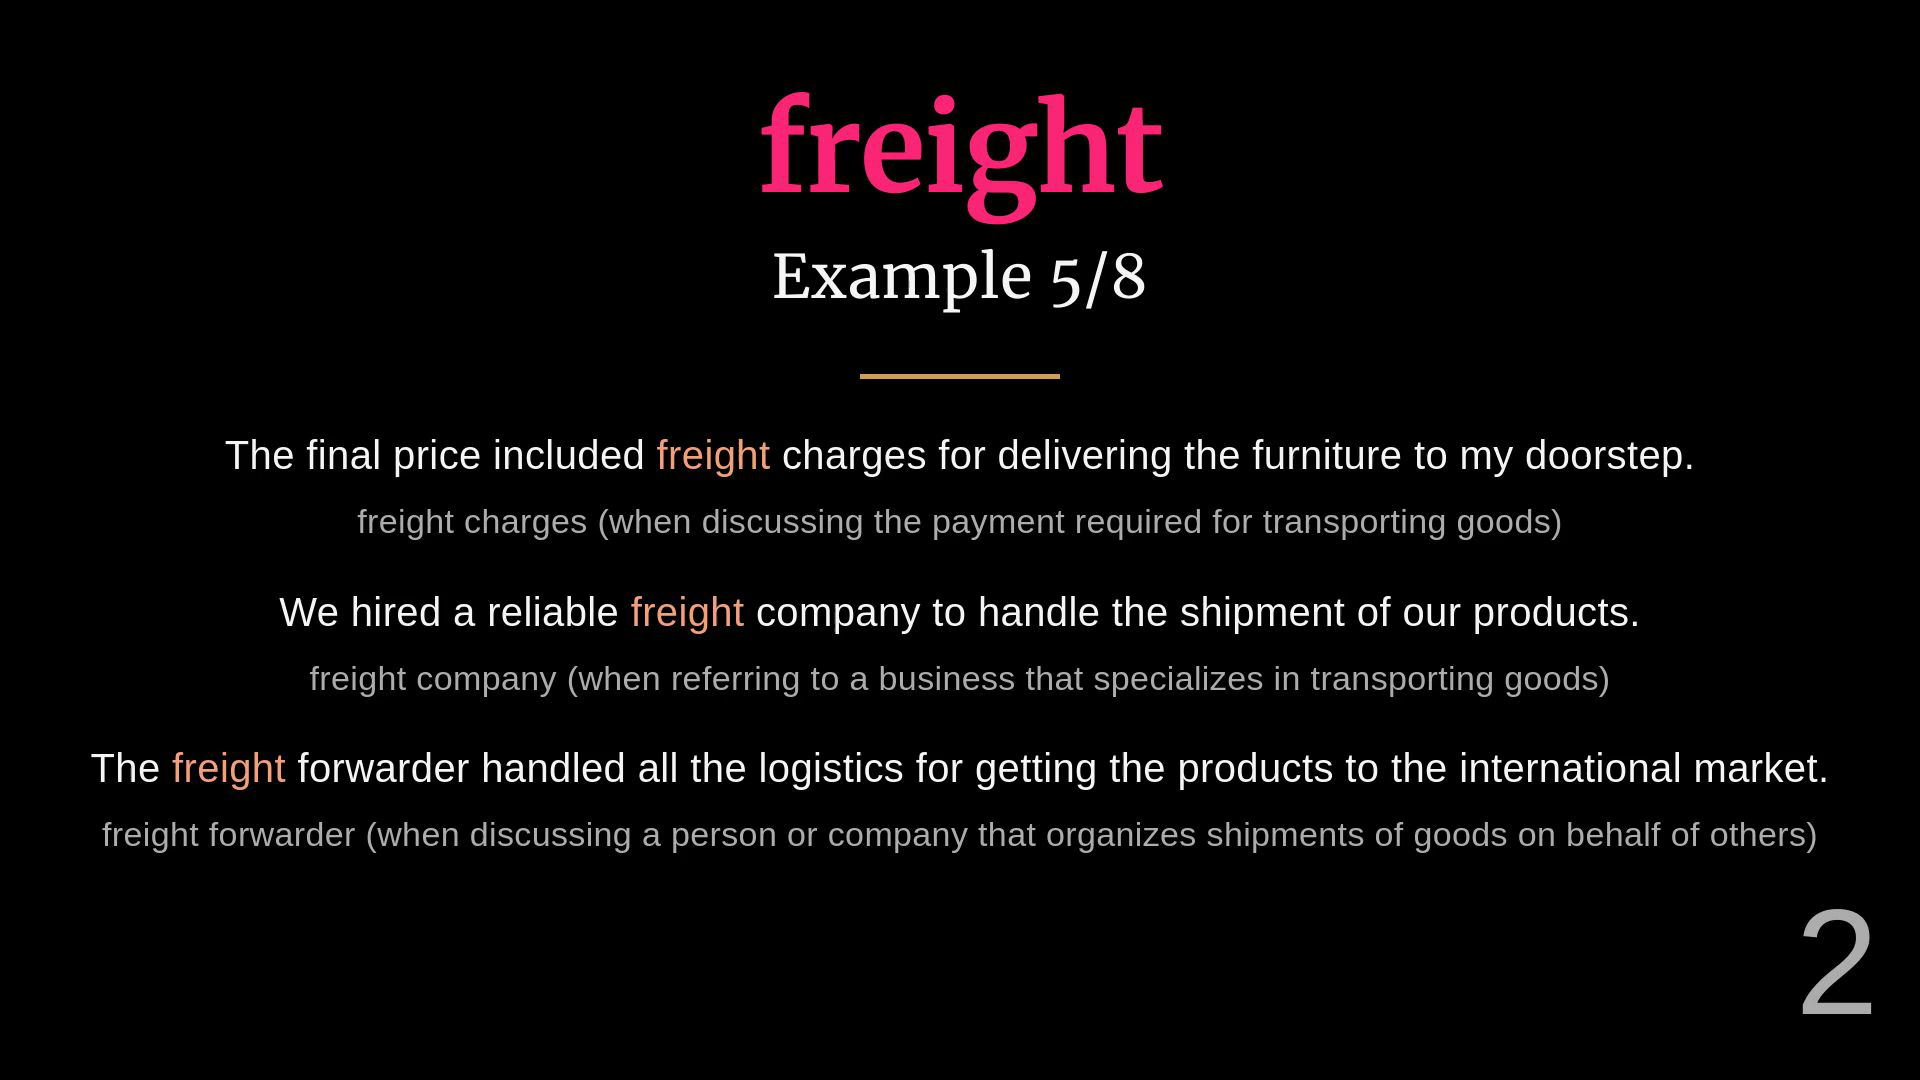 freight
Example 5/8
The final price included freight charges for delivering the furniture to my doorstep.
freight charges (when discussing the payment required for transporting goods)
We hired a reliable freight company to handle the shipment of our products.
freight company (when referring to a business that specializes in transporting goods)
The freight forwarder handled all the logistics for getting the products to the international market.
freight forwarder (when discussing a person or company that organizes shipments of goods on behalf of others)
2